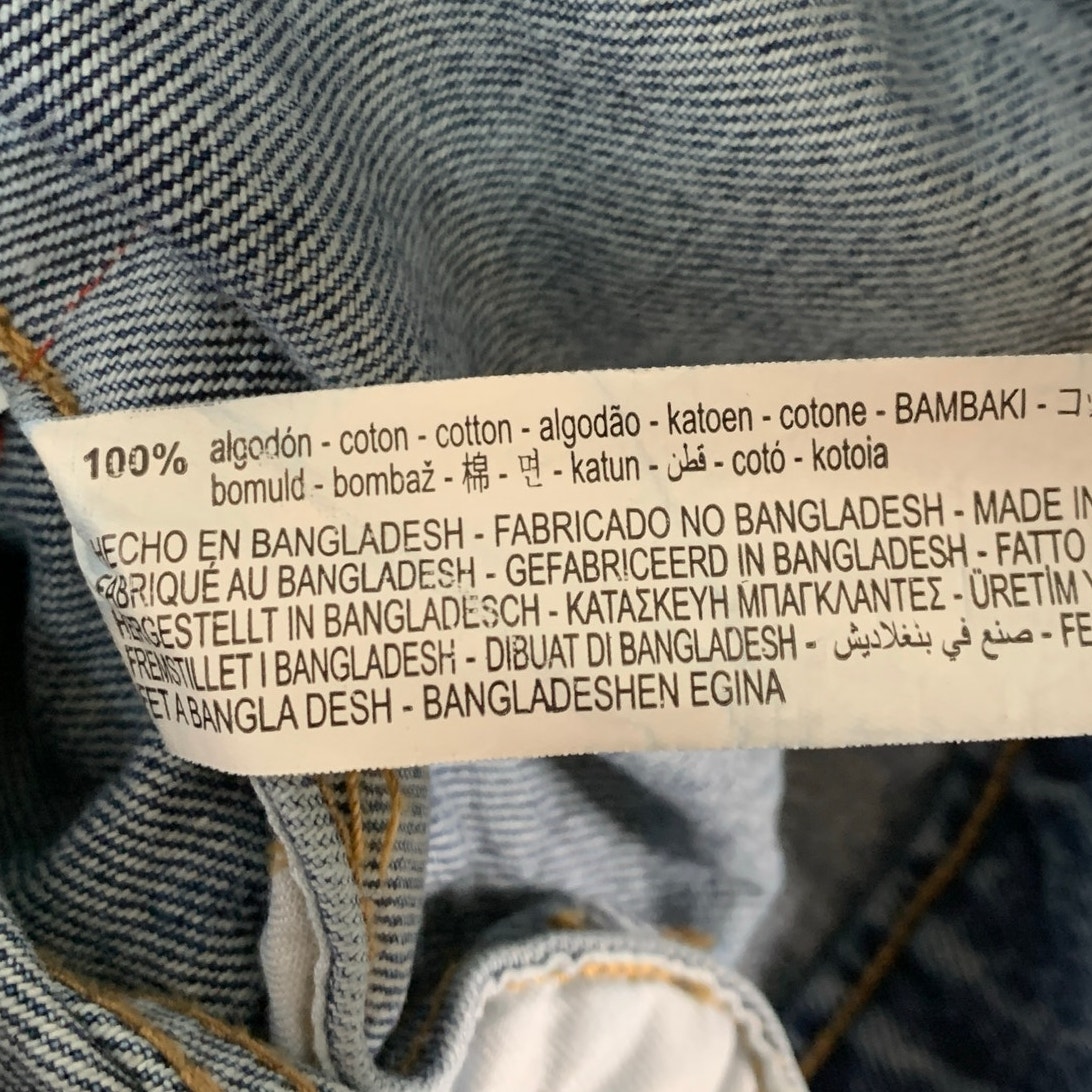 100% algodón - coton - cotton - algodão - katoen - cotone - BAMBAKI - コ
bomuld - bombaž - 棉 - 면 - katun - قطن - cotó - kotoia
HECHO EN BANGLADESH - FABRICADO NO BANGLADESH - MADE IN
FABRIQUÉ AU BANGLADESH - GEFABRICEERD IN BANGLADESH - FATTO
HERGESTELLT IN BANGLADESCH - ΚΑΤΑΣΚΕΥΗ ΜΠΑΓΚΛΑΝΤΕΣ - ÜRETİM
FREMSTILLET I BANGLADESH - DIBUAT DI BANGLADESH - صنع في بنغلاديش - FE
FET A BANGLA DESH - BANGLADESHEN EGINA